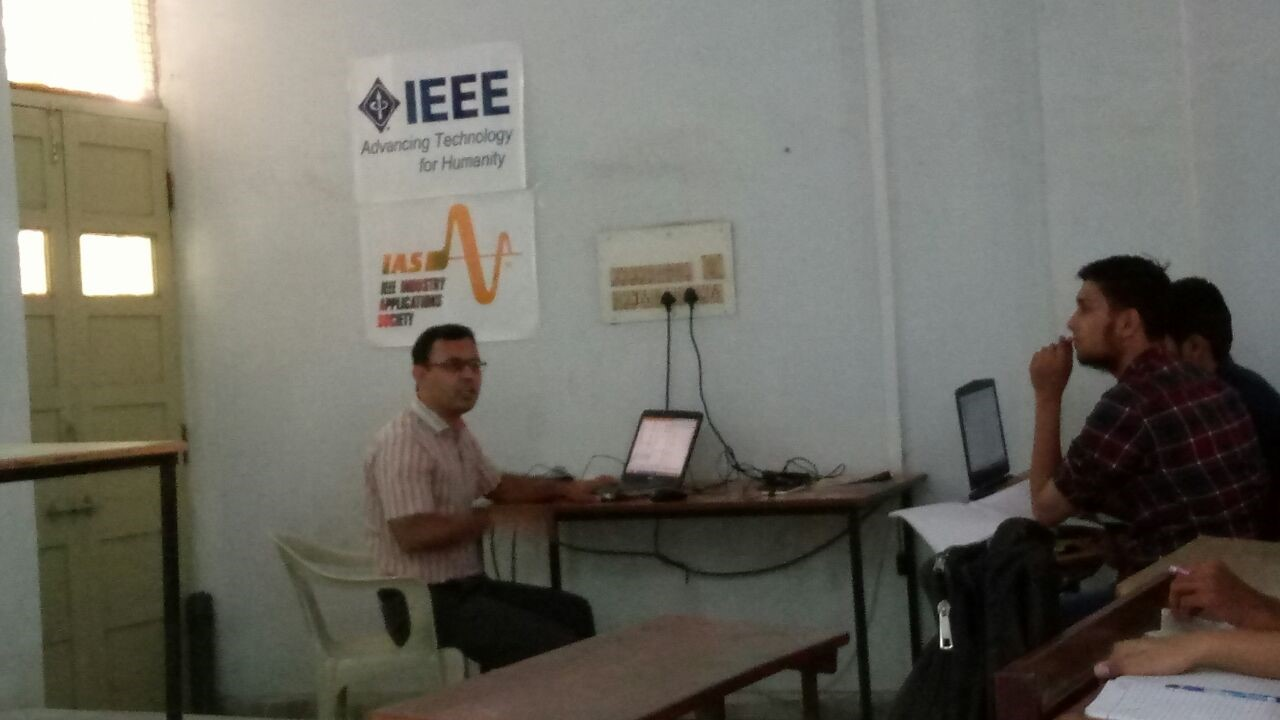 IEEE
Advancing Technology
for Humanity
IAS
IEEE INDUSTRY
APPLICATIONS
SOCIETY